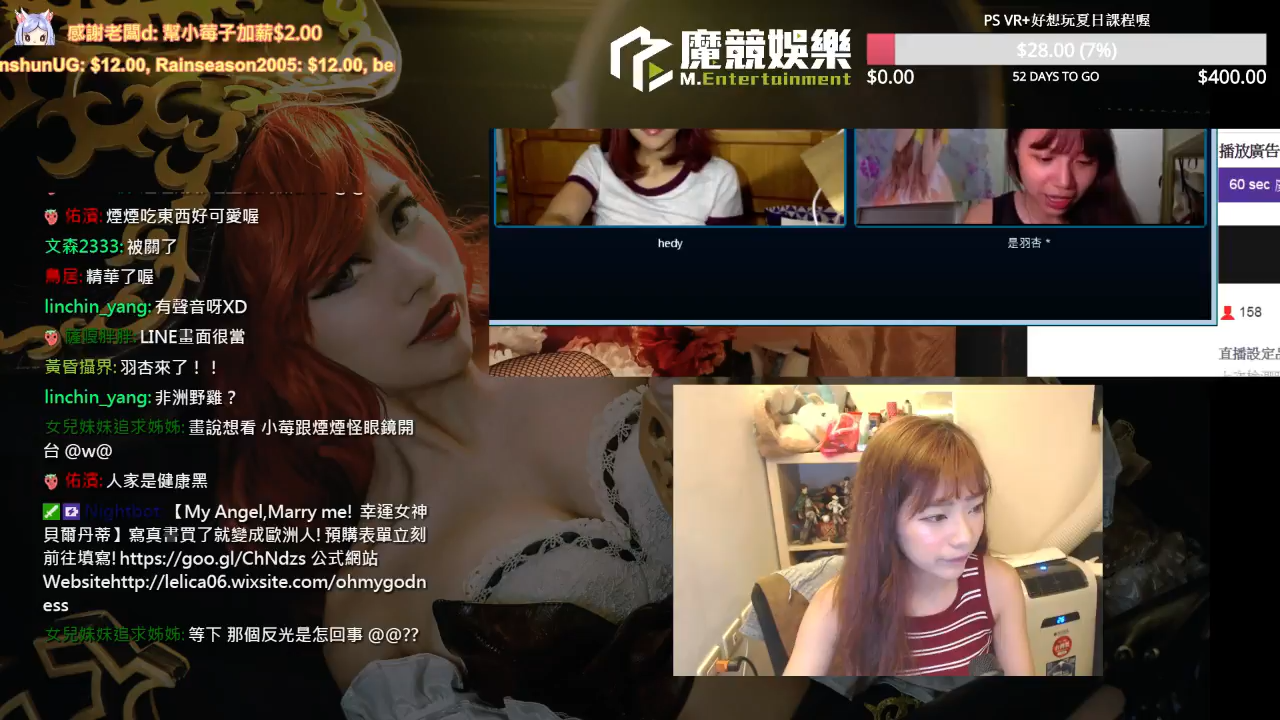 感謝老闆d: 幫小莓子加薪$2.00
nshunUG: $12.00, Rainseason2005: $12.00, be
魔競娛樂
M.Entertainment
PS VR+好想玩夏日課程喔
$28.00 (7%)
$0.00
52 DAYS TO GO
$400.00
播放廣告
60 sec
hedy
是羽杏 *
158
直播設定
佑濱: 煙煙吃東西好可愛喔
文森2333: 被關了
鳥居: 精華了喔
linchin_yang: 有聲音呀XD
LINE畫面很當
黃昏攝界: 羽杏來了！！
linchin_yang: 非洲野雞？
女兒妹妹追求姊姊: 畫說想看 小莓跟煙煙怪眼鏡開
台 @w@
佑濱: 人家是健康黑
Nightbot 【My Angel,Marry me! 幸運女神
貝爾丹蒂】寫真書買了就變成歐洲人! 預購表單立刻
前往填寫! https://goo.gl/ChNdzs 公式網站
Websitehttp://lelica06.wixsite.com/ohmygodn
ess
女兒妹妹追求姊姊: 等下 那個反光是怎回事 @@??